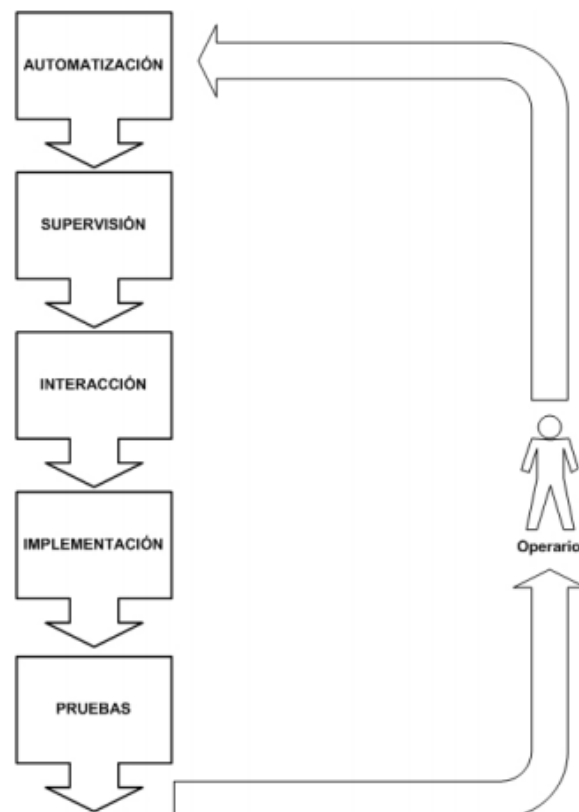 AUTOMATIZACIÓN
SUPERVISIÓN
INTERACCIÓN
IMPLEMENTACIÓN
Operario
PRUEBAS